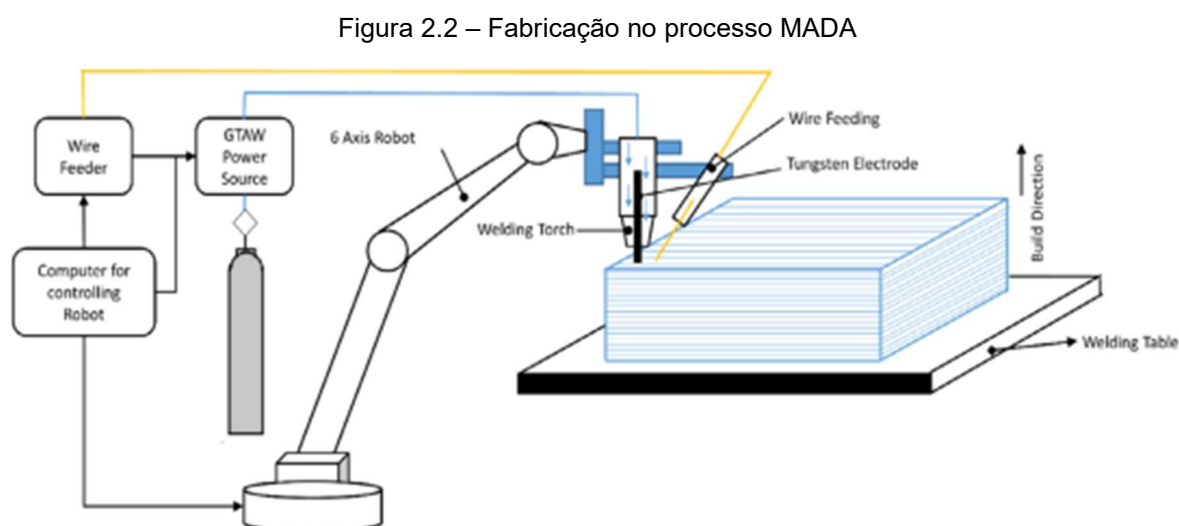 Figura 2.2 – Fabricação no processo MADA
Wire
Feeder
GTAW
Power
Source
6 Axis Robot
Wire Feeding
Tungsten Electrode
Welding Torch
Build Direction
Computer for
controlling
Robot
Welding Table